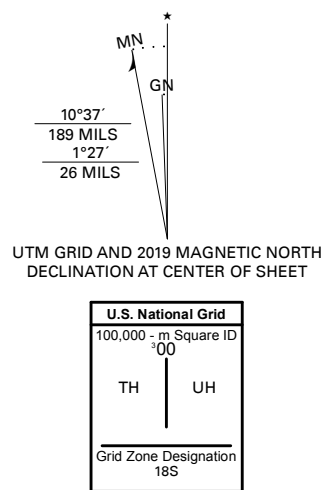 ★
MN
GN
10°37´
189 MILS
1°27´
26 MILS
UTM GRID AND 2019 MAGNETIC NORTH
DECLINATION AT CENTER OF SHEET
U.S. National Grid
100,000 - m Square ID
³00
TH UH
Grid Zone Designation
18S